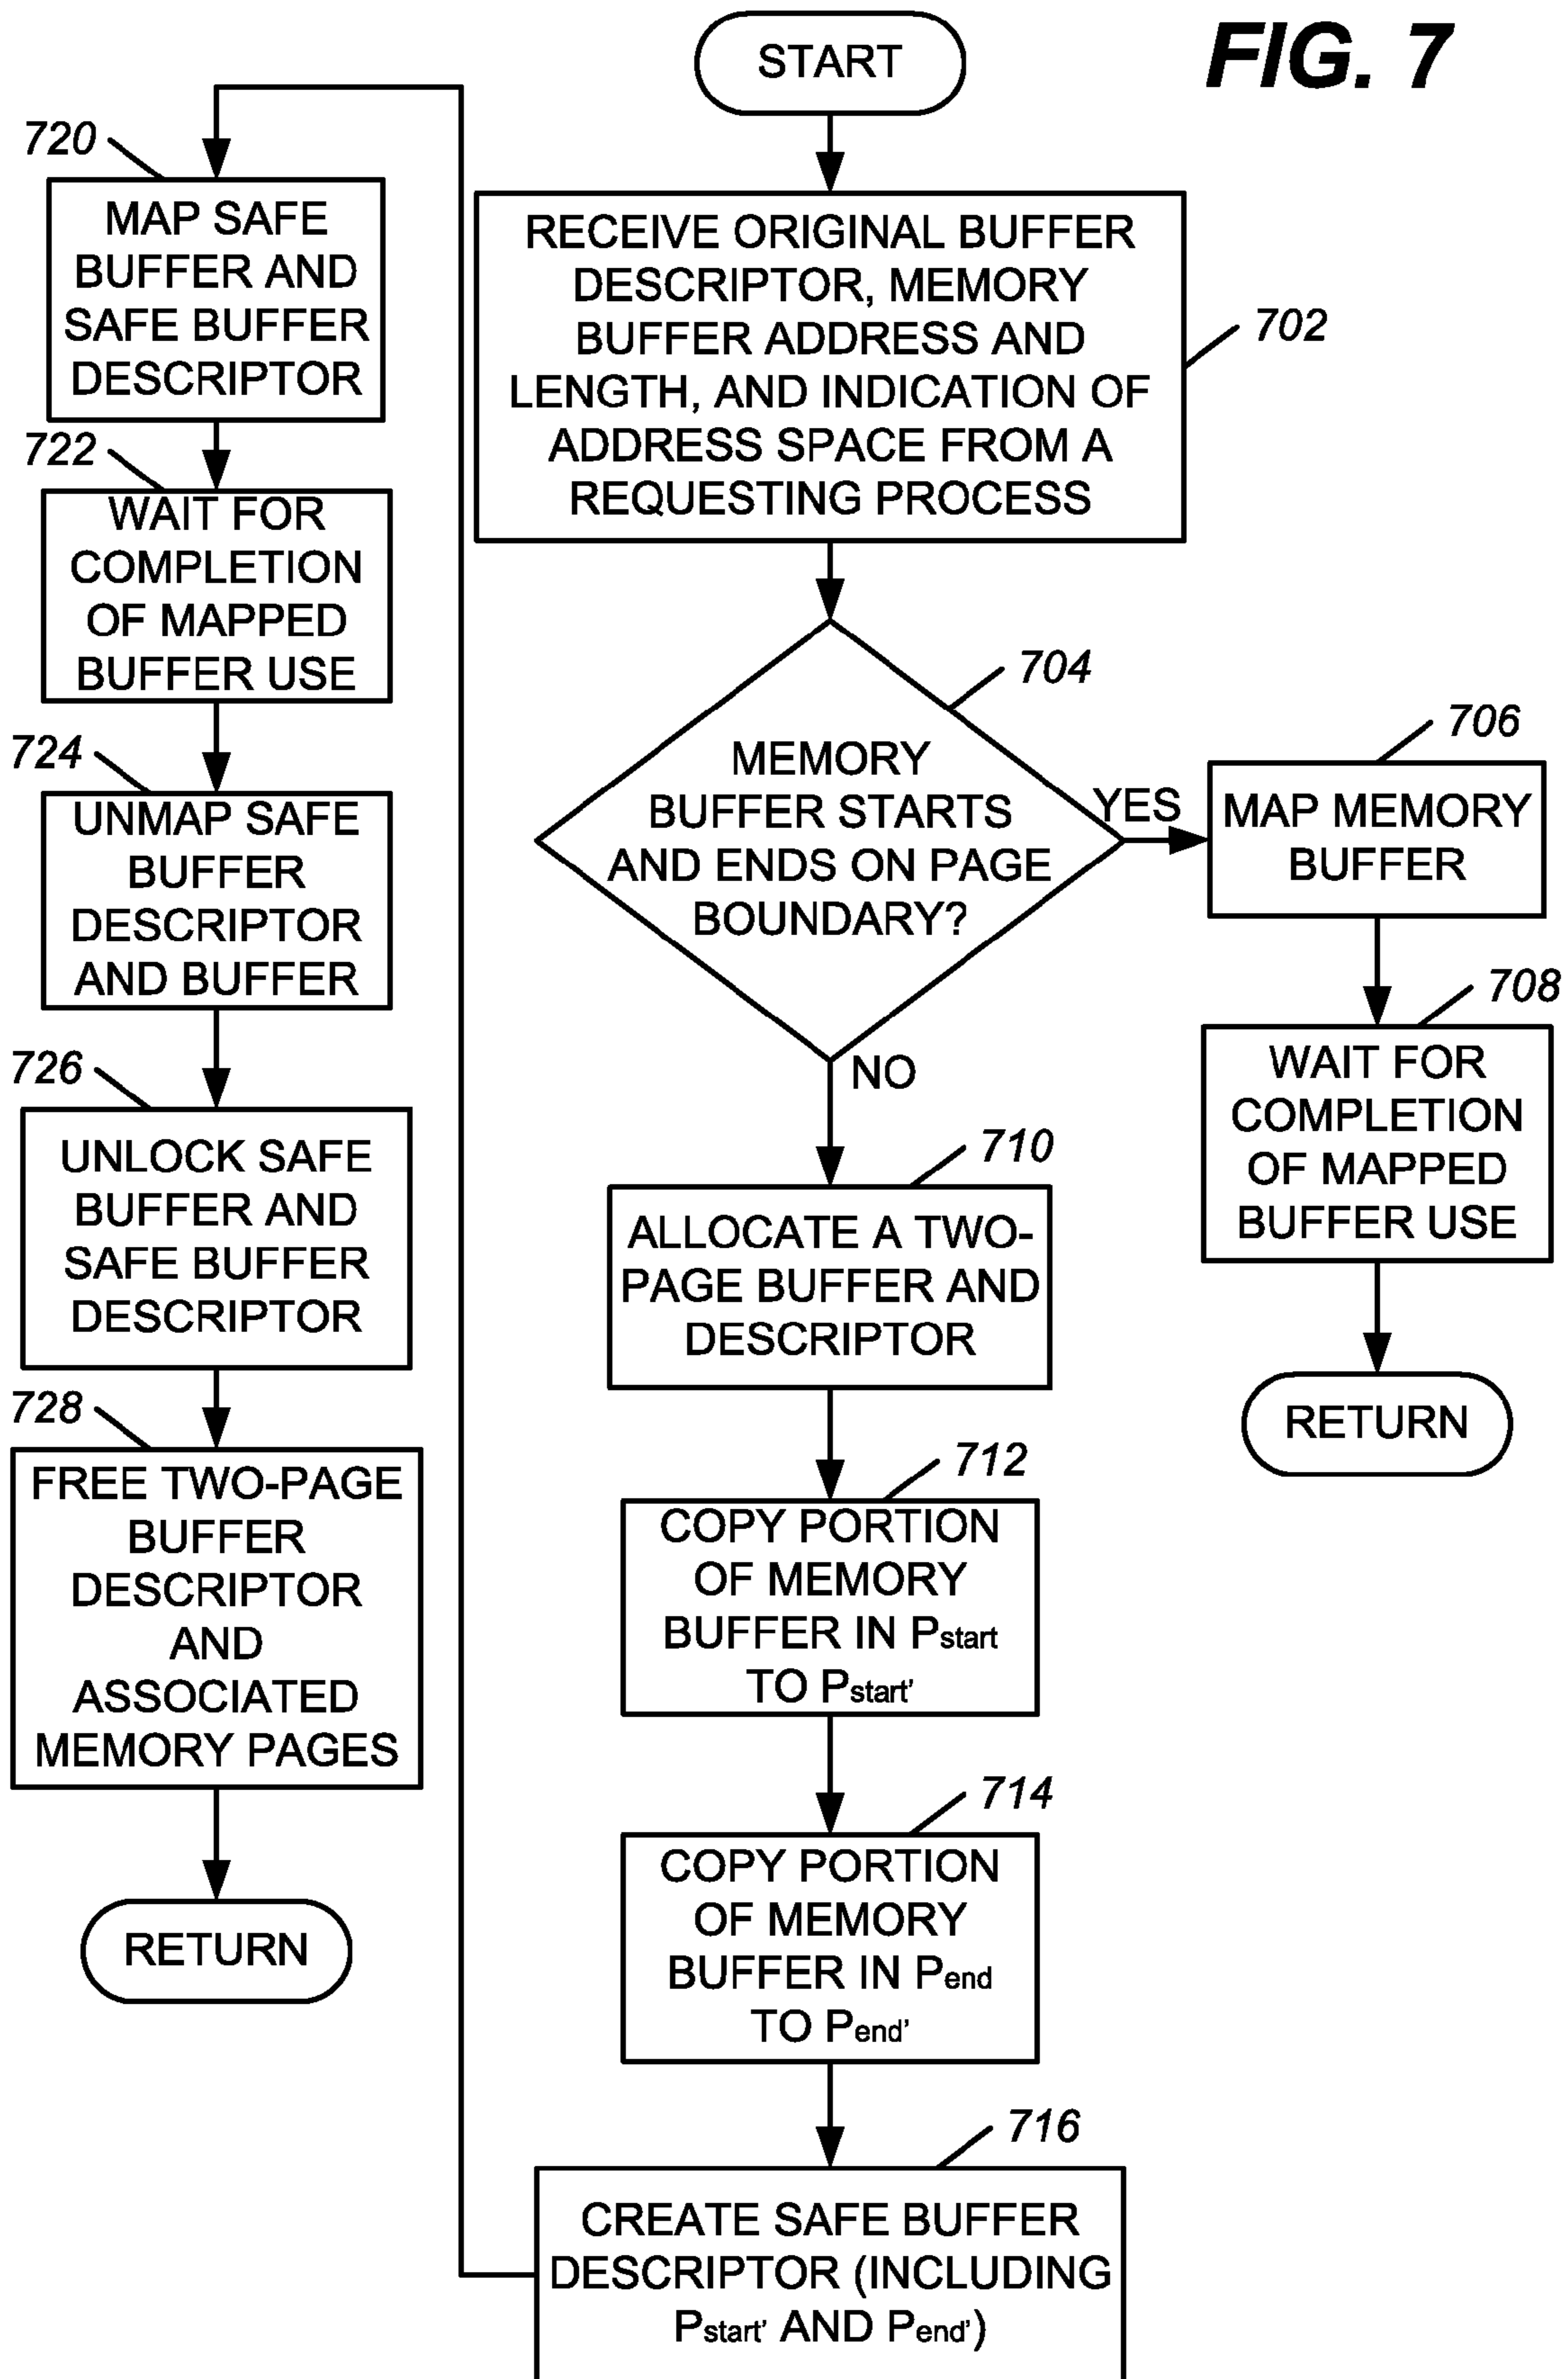 FIG. 7
START
RECEIVE ORIGINAL BUFFER
DESCRIPTOR, MEMORY
BUFFER ADDRESS AND
LENGTH, AND INDICATION OF
ADDRESS SPACE FROM A
REQUESTING PROCESS
702
MEMORY
BUFFER STARTS
AND ENDS ON PAGE
BOUNDARY?
704
YES
706
MAP MEMORY
BUFFER
708
WAIT FOR
COMPLETION
OF MAPPED
BUFFER USE
RETURN
NO
710
ALLOCATE A TWO-
PAGE BUFFER AND
DESCRIPTOR
712
COPY PORTION
OF MEMORY
BUFFER IN Pstart
TO Pstart'
714
COPY PORTION
OF MEMORY
BUFFER IN Pend
TO Pend'
716
CREATE SAFE BUFFER
DESCRIPTOR (INCLUDING
Pstart' AND Pend')
720
MAP SAFE
BUFFER AND
SAFE BUFFER
DESCRIPTOR
722
WAIT FOR
COMPLETION
OF MAPPED
BUFFER USE
724
UNMAP SAFE
BUFFER
DESCRIPTOR
AND BUFFER
726
UNLOCK SAFE
BUFFER AND
SAFE BUFFER
DESCRIPTOR
728
FREE TWO-PAGE
BUFFER
DESCRIPTOR
AND
ASSOCIATED
MEMORY PAGES
RETURN